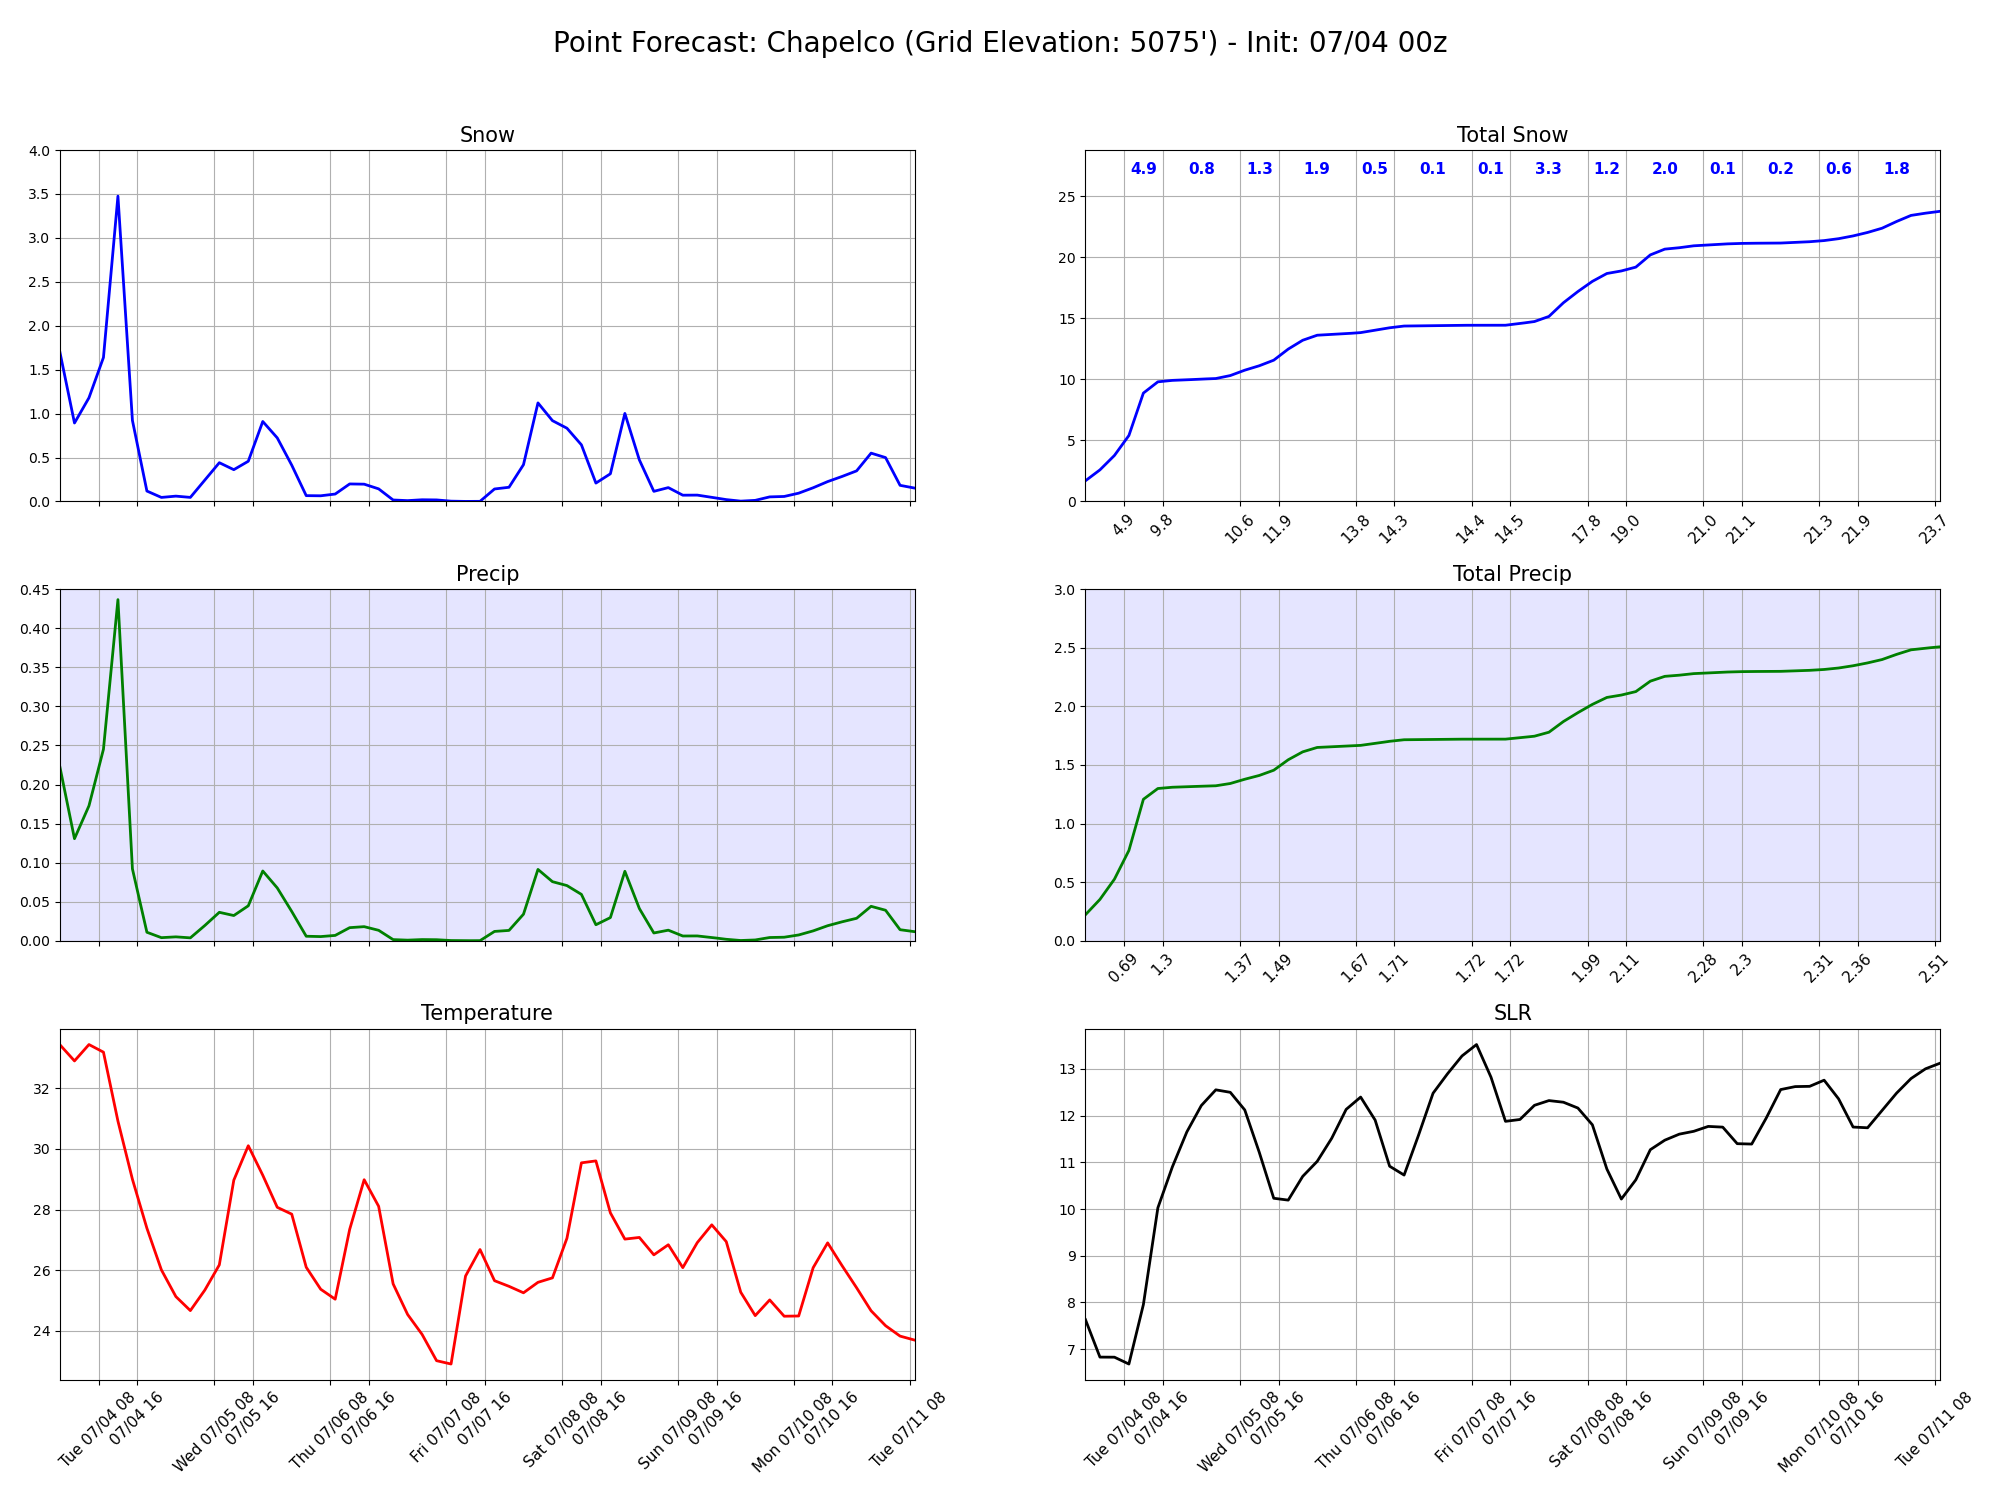 Point Forecast: Chapelco (Grid Elevation: 5075') - Init: 07/04 00z
Snow
4.0
3.5
3.0
2.5
2.0
1.5
1.0
0.5
0.0
Total Snow
4.9 0.8 1.3 1.9 0.5 0.1 0.1 3.3 1.2 2.0 0.1 0.2 0.6 1.8
25
20
15
10
5
0
4.9 9.8 10.6 11.9 13.8 14.3 14.4 14.5 17.8 19.0 21.0 21.1 21.3 21.9 23.7
Precip
0.45
0.40
0.35
0.30
0.25
0.20
0.15
0.10
0.05
0.00
Total Precip
3.0
2.5
2.0
1.5
1.0
0.5
0.0
0.69 1.3 1.37 1.49 1.67 1.71 1.72 1.72 1.99 2.11 2.28 2.3 2.31 2.36 2.51
Temperature
32
30
28
26
24
Tue 07/04 08
07/04 16
Wed 07/05 08
07/05 16
Thu 07/06 08
07/06 16
Fri 07/07 08
07/07 16
Sat 07/08 08
07/08 16
Sun 07/09 08
07/09 16
Mon 07/10 08
07/10 16
Tue 07/11 08
SLR
13
12
11
10
9
8
7
Tue 07/04 08
07/04 16
Wed 07/05 08
07/05 16
Thu 07/06 08
07/06 16
Fri 07/07 08
07/07 16
Sat 07/08 08
07/08 16
Sun 07/09 08
07/09 16
Mon 07/10 08
07/10 16
Tue 07/11 08